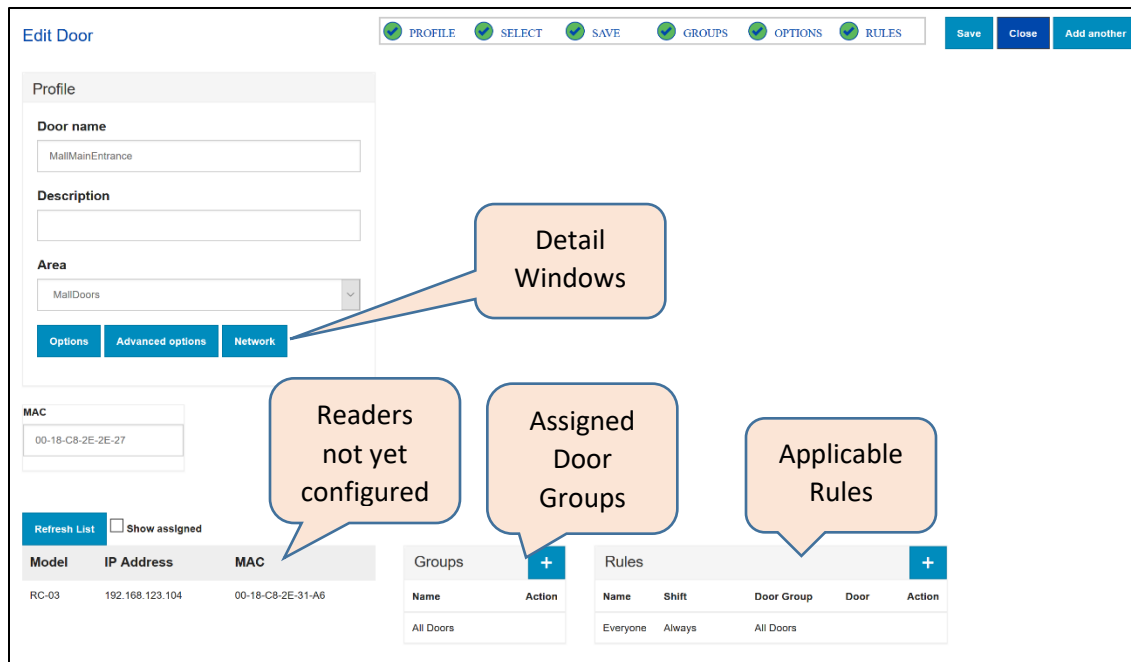 Edit Door
PROFILE SELECT SAVE GROUPS OPTIONS RULES
Save Close Add another
Profile
Door name
MallMainEntrance
Description
Area
MallDoors
Options Advanced options Network
Detail
Windows
MAC
00-18-C8-2E-2E-27
Readers
not yet
configured
Assigned
Door
Groups
Applicable
Rules
Refresh List Show assigned
Model IP Address MAC
RC-03 192.168.123.104 00-18-C8-2E-31-A6
Groups +
Name Action
All Doors
Rules +
Name Shift Door Group Door Action
Everyone Always All Doors